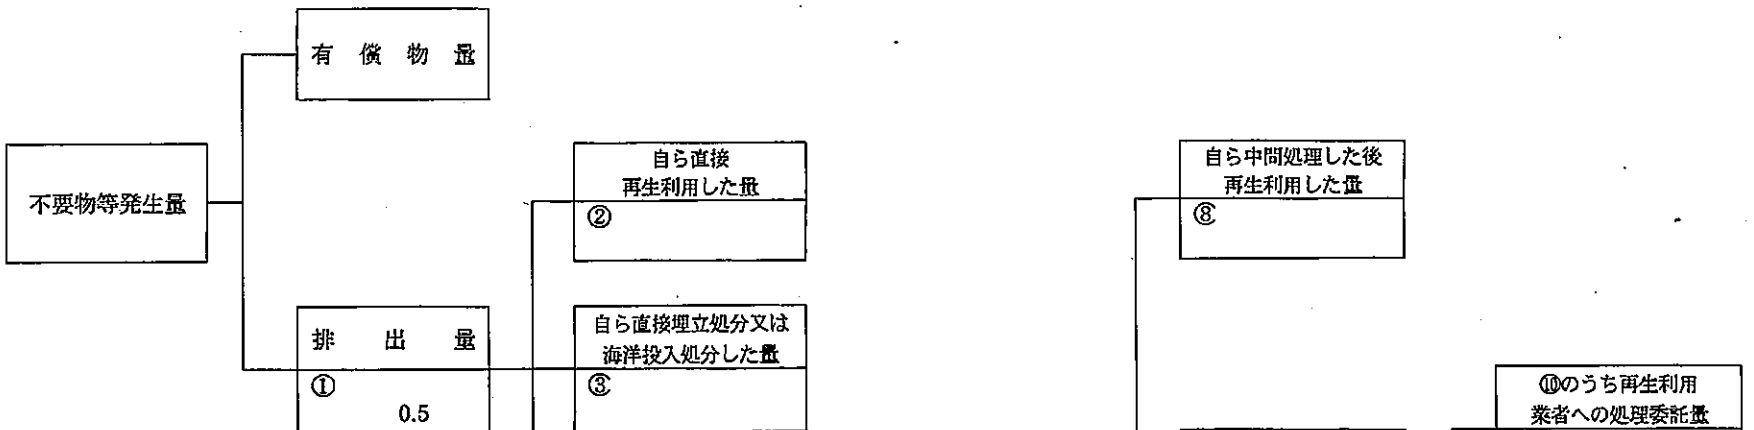 有償物量
不要物等発生量
自ら直接
再生利用した量
②
自ら中間処理した後
再生利用した量
⑧
排出量
①
0.5
自ら直接埋立処分又は
海洋投入処分した量
③
⑩のうち再生利用
業者への処理委託量